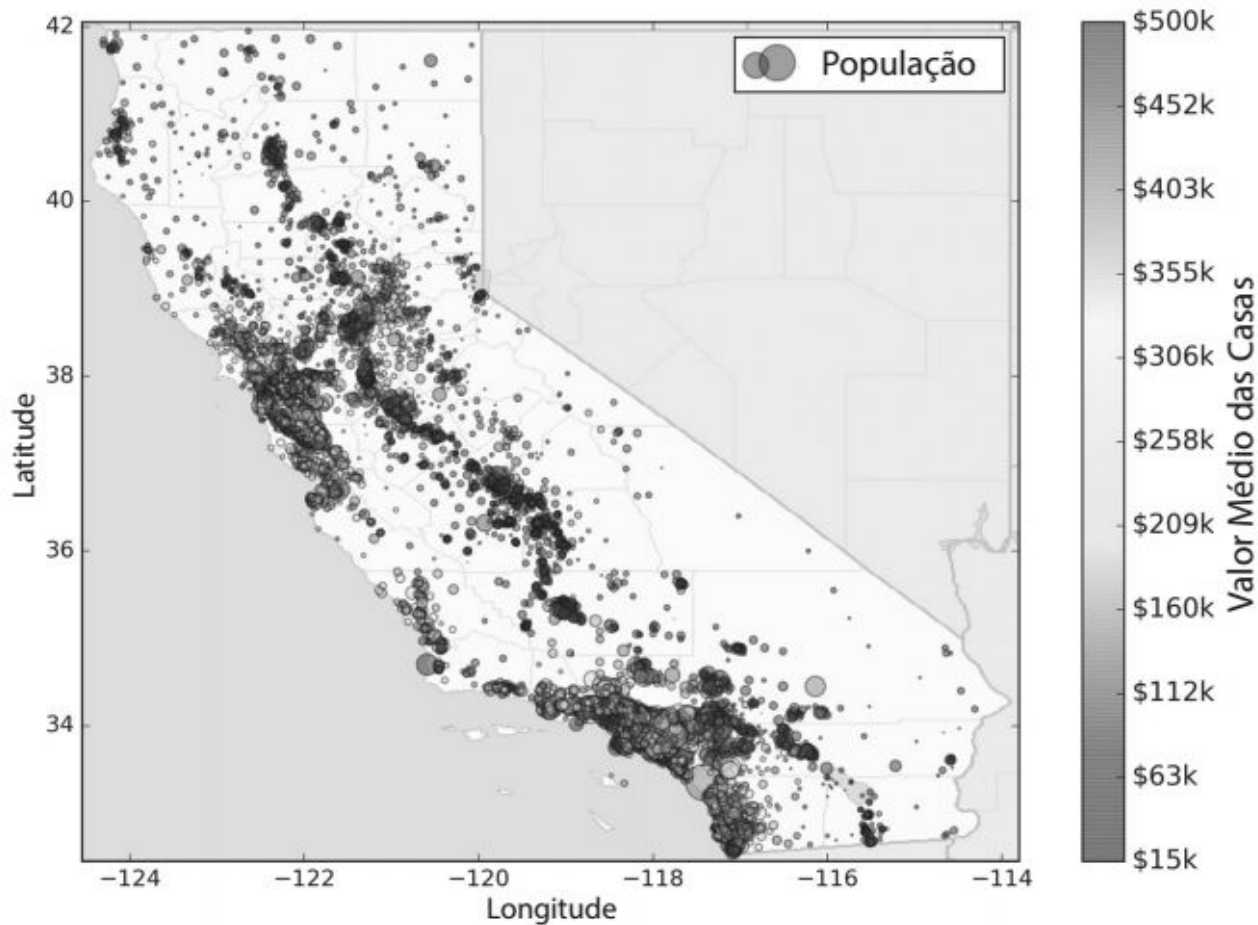 População
42
40
38
36
34
Latitude
−124
−122
−120
−118
−116
−114
Longitude
$500k
$452k
$403k
$355k
$306k
$258k
$209k
$160k
$112k
$63k
$15k
Valor Médio das Casas